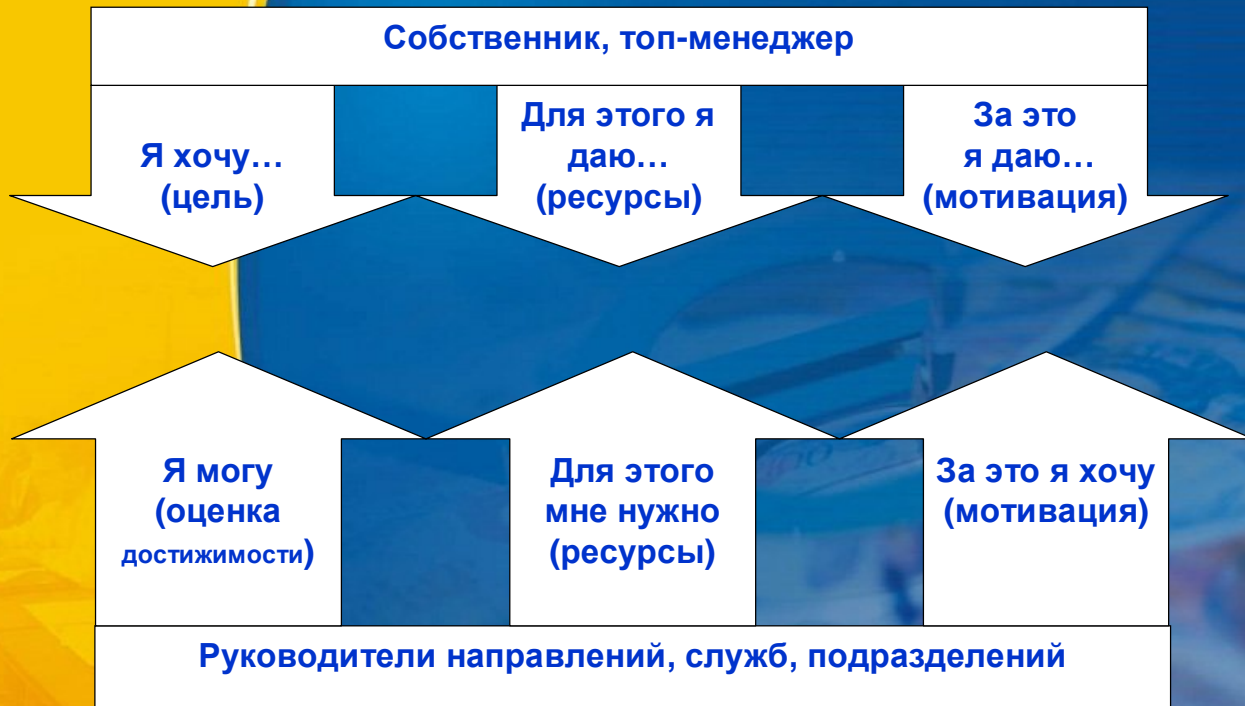 Собственник, топ-менеджер
Я хочу…
(цель)
Для этого я
даю…
(ресурсы)
За это
я даю…
(мотивация)
Я могу
(оценка
достижимости)
Для этого
мне нужно
(ресурсы)
За это я хочу
(мотивация)
Руководители направлений, служб, подразделений